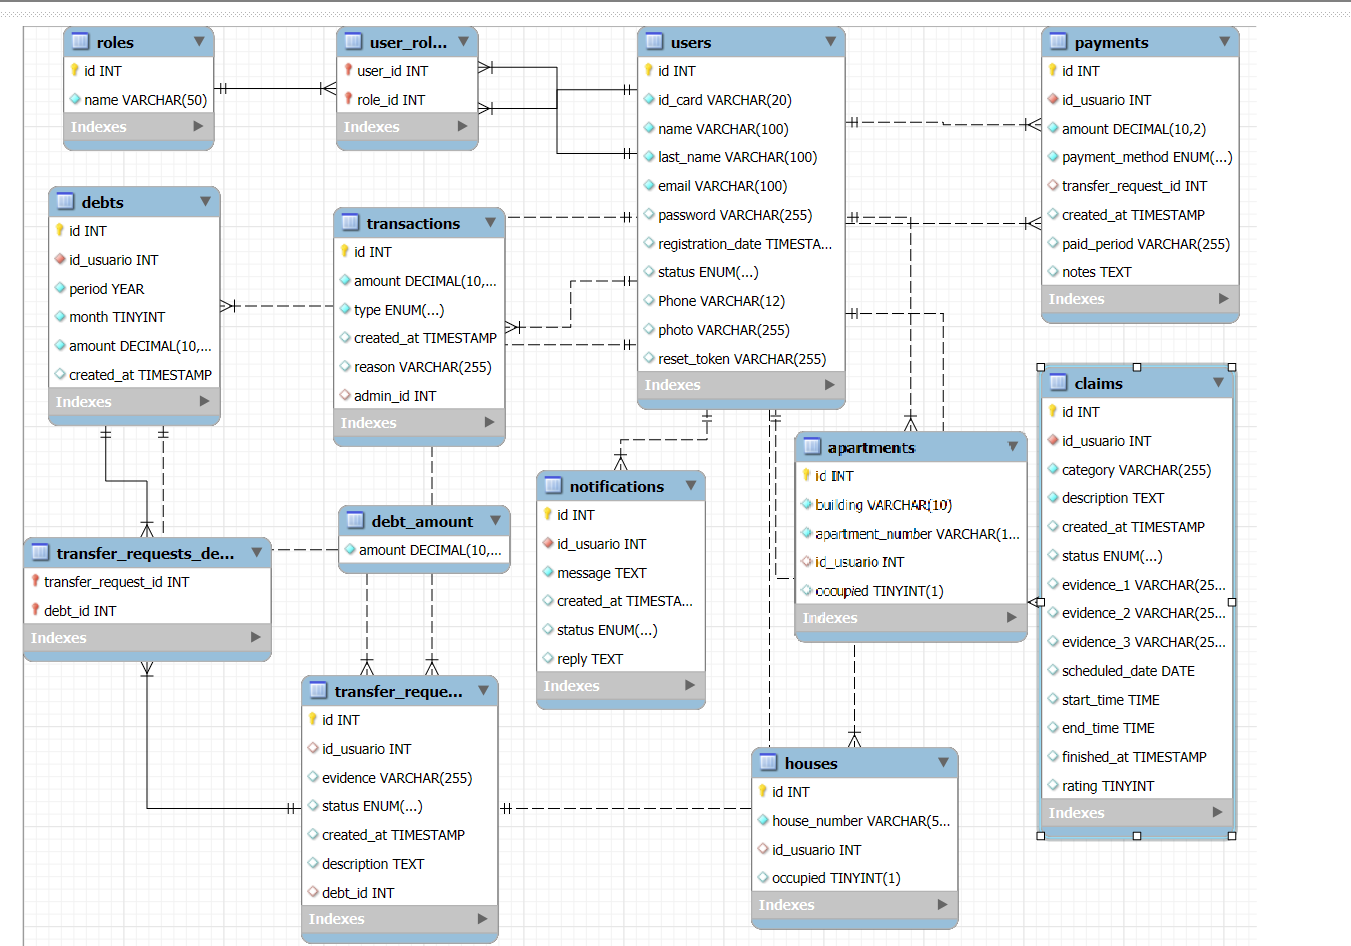 roles
id INT
name VARCHAR(50)
Indexes
user_rol...
user_id INT
role_id INT
Indexes
users
id INT
id_card VARCHAR(20)
name VARCHAR(100)
last_name VARCHAR(100)
email VARCHAR(100)
password VARCHAR(255)
registration_date TIMESTA...
status ENUM(...)
Phone VARCHAR(12)
photo VARCHAR(255)
reset_token VARCHAR(255)
Indexes
payments
id INT
id_usuario INT
amount DECIMAL(10,2)
payment_method ENUM(...)
transfer_request_id INT
created_at TIMESTAMP
paid_period VARCHAR(255)
notes TEXT
Indexes
debts
id INT
id_usuario INT
period YEAR
month TINYINT
amount DECIMAL(10,...
created_at TIMESTAMP
Indexes
transactions
id INT
amount DECIMAL(10,...
type ENUM(...)
created_at TIMESTAMP
reason VARCHAR(255)
admin_id INT
Indexes
claims
id INT
id_usuario INT
category VARCHAR(255)
description TEXT
created_at TIMESTAMP
status ENUM(...)
evidence_1 VARCHAR(25...
evidence_2 VARCHAR(25...
evidence_3 VARCHAR(25...
scheduled_date DATE
start_time TIME
end_time TIME
finished_at TIMESTAMP
rating TINYINT
Indexes
apartments
id INT
building VARCHAR(10)
apartment_number VARCHAR(1...
id_usuario INT
occupied TINYINT(1)
Indexes
notifications
id INT
id_usuario INT
message TEXT
created_at TIMESTA...
status ENUM(...)
reply TEXT
Indexes
debt_amount
amount DECIMAL(10,...
transfer_requests_de...
transfer_request_id INT
debt_id INT
Indexes
transfer_reque...
id INT
id_usuario INT
evidence VARCHAR(255)
status ENUM(...)
created_at TIMESTAMP
description TEXT
debt_id INT
Indexes
houses
id INT
house_number VARCHAR(5...
id_usuario INT
occupied TINYINT(1)
Indexes